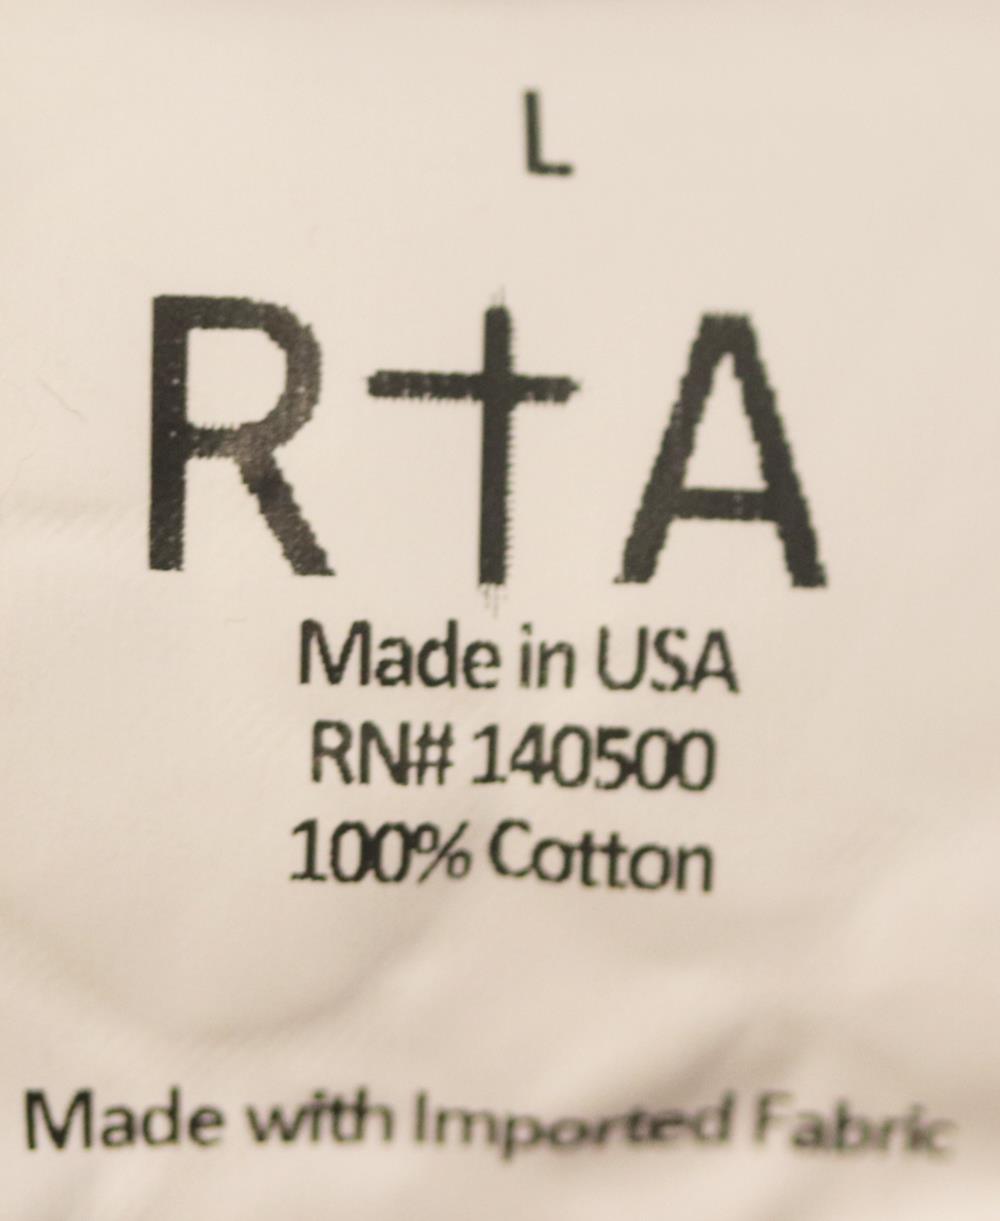 L
R†A
Made in USA
RN# 140500
100% Cotton
Made with Imported Fabric